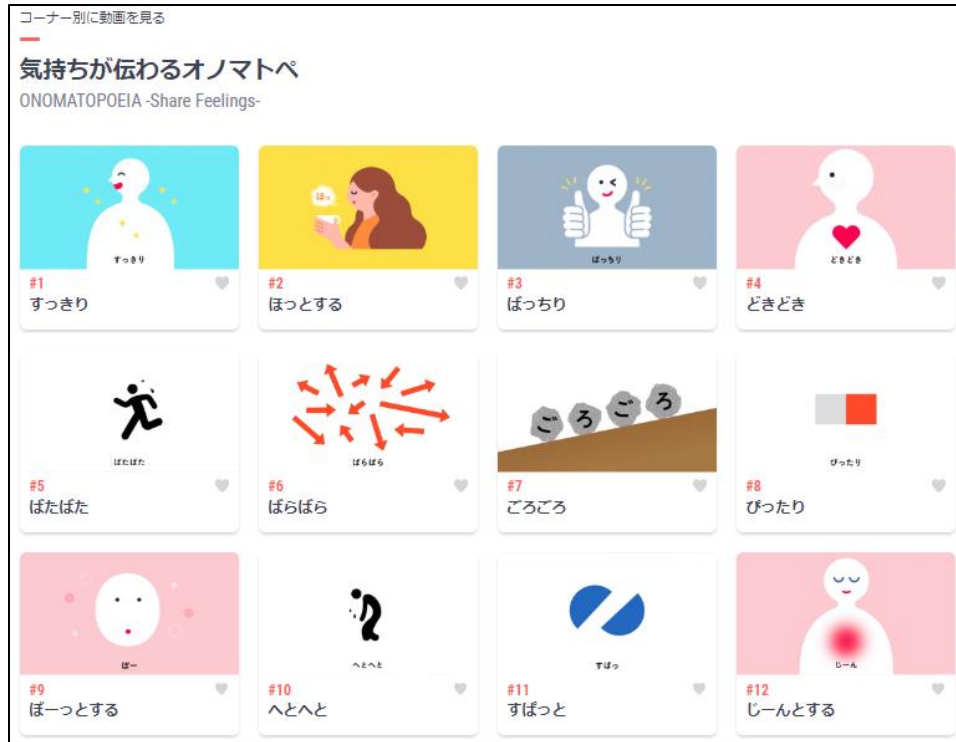 コーナー別に動画を見る
気持ちが伝わるオノマトペ
ONOMATOPOEIA -Share Feelings-
すっきり
#1
すっきり
ほっ
#2
ほっとする
ばっちり
#3
ばっちり
どきどき
#4
どきどき
ばたばた
#5
ばたばた
ばらばら
#6
ばらばら
ごろごろ
#7
ごろごろ
ぴったり
#8
ぴったり
ぼー
#9
ぼーっとする
へとへと
#10
へとへと
すぱっ
#11
すぱっと
じーん
#12
じーんとする